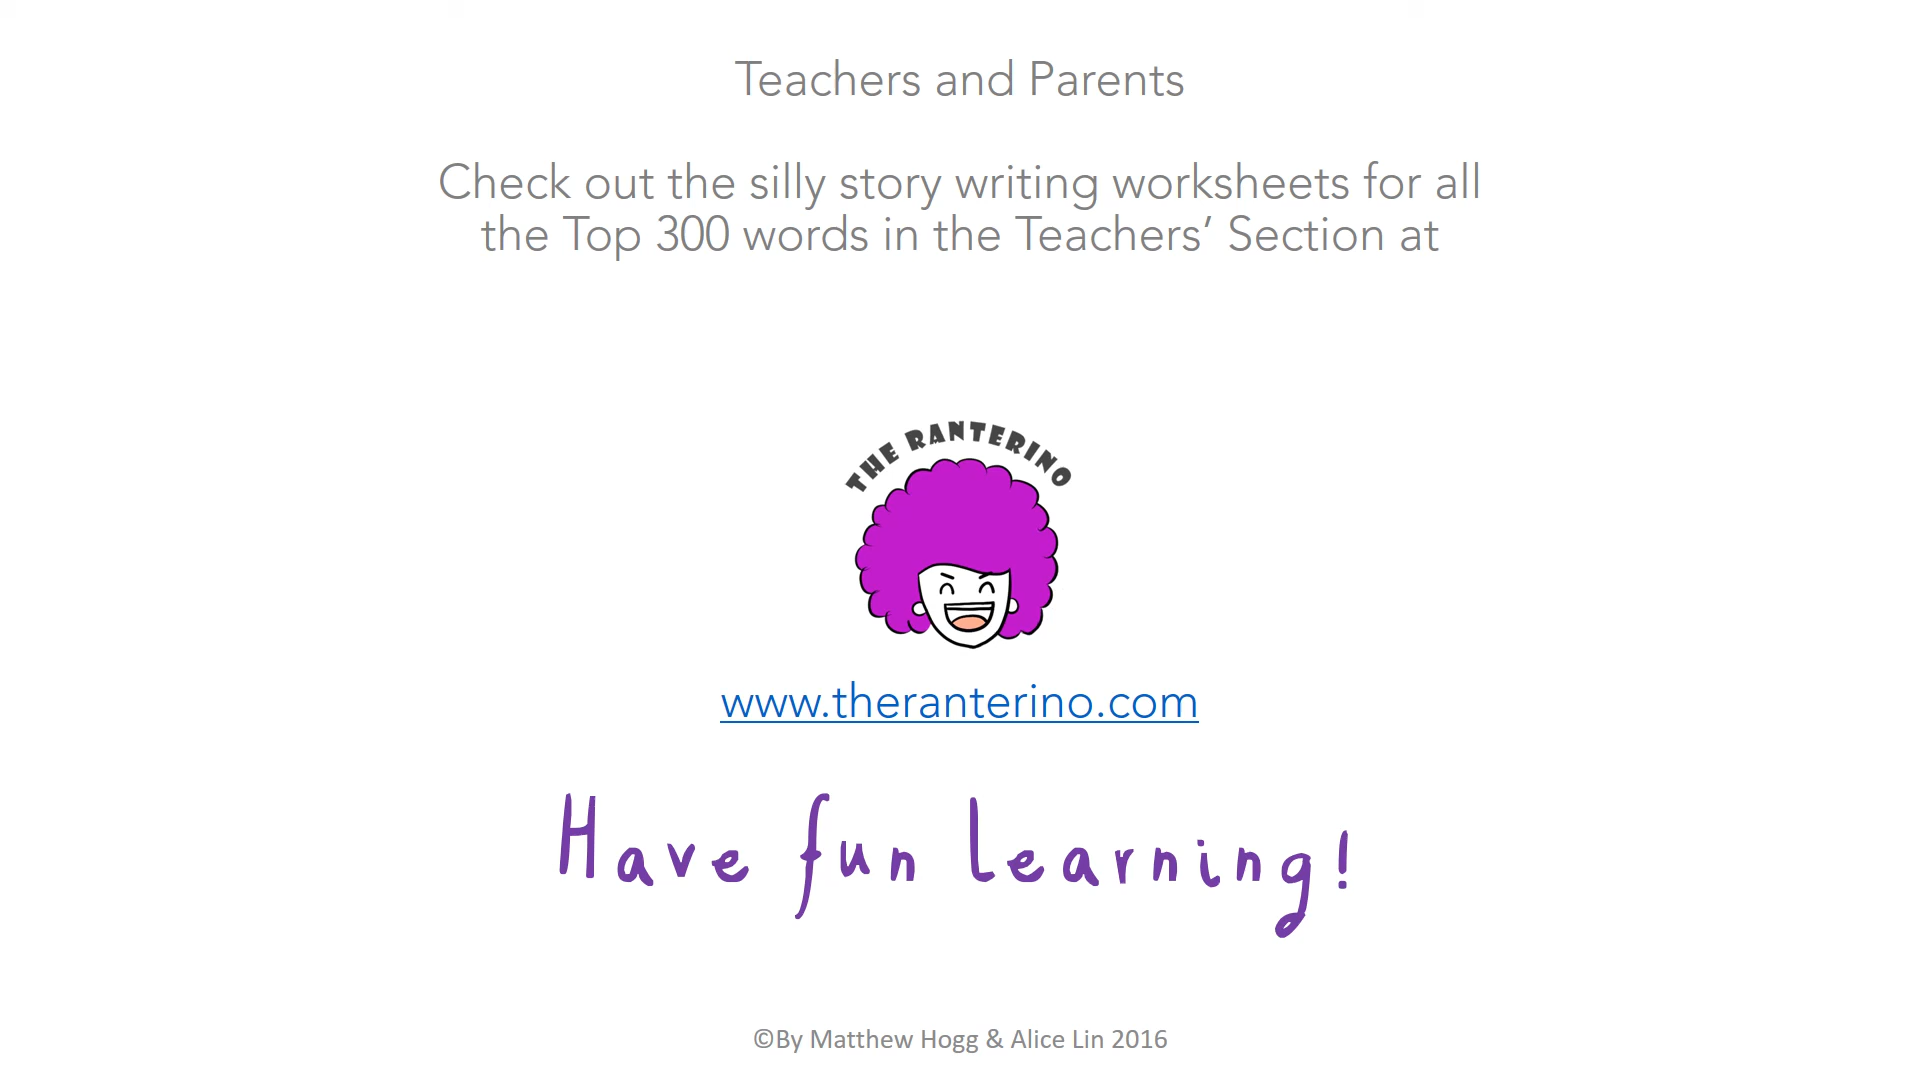 Teachers and Parents
Check out the silly story writing worksheets for all
the Top 300 words in the Teachers’ Section at
THE RANTERINO
www.theranterino.com
Have fun learning!
©By Matthew Hogg & Alice Lin 2016